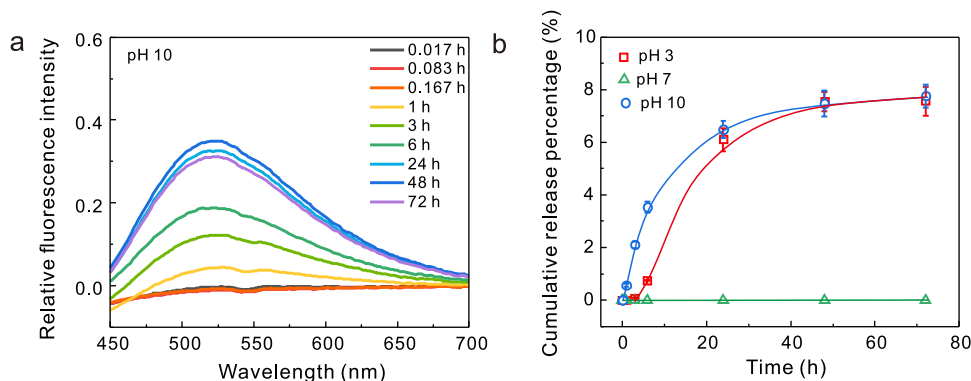 a
Relative fluorescence intensity
0.6
0.4
0.2
0.0
pH 10
0.017 h
0.083 h
0.167h
1 h
3 h
6 h
24 h
48 h
72 h
450 500 550 600 650 700
Wavelength (nm)
b
Cumulative release percentage (%)
10
8
6
4
2
0
pH 3
pH 7
pH 10
0 20 40 60 80
Time (h)